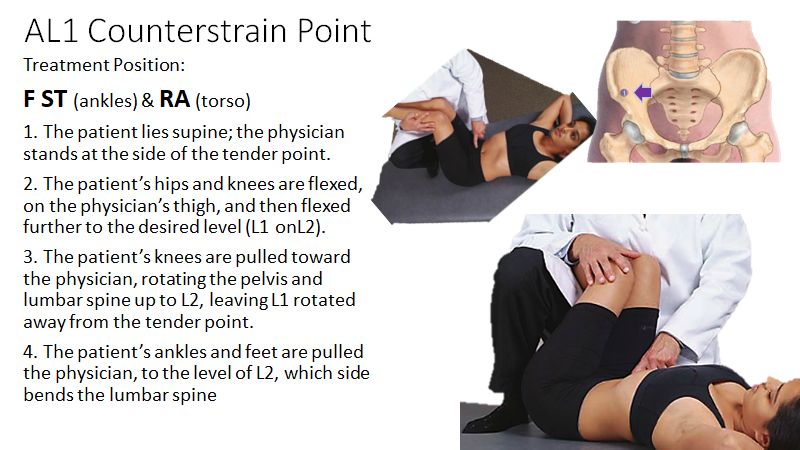 AL1 Counterstrain Point
Treatment Position:
F ST (ankles) & RA (torso)
1. The patient lies supine; the physician
stands at the side of the tender point.
2. The patient's hips and knees are flexed,
on the physician's thigh, and then flexed
further to the desired level (L1 onL2).
3. The patient's knees are pulled toward
the physician, rotating the pelvis and
lumbar spine up to L2, leaving L1 rotated
away from the tender point.
4. The patient's ankles and feet are pulled
the physician, to the level of L2, which side
bends the lumbar spine
1